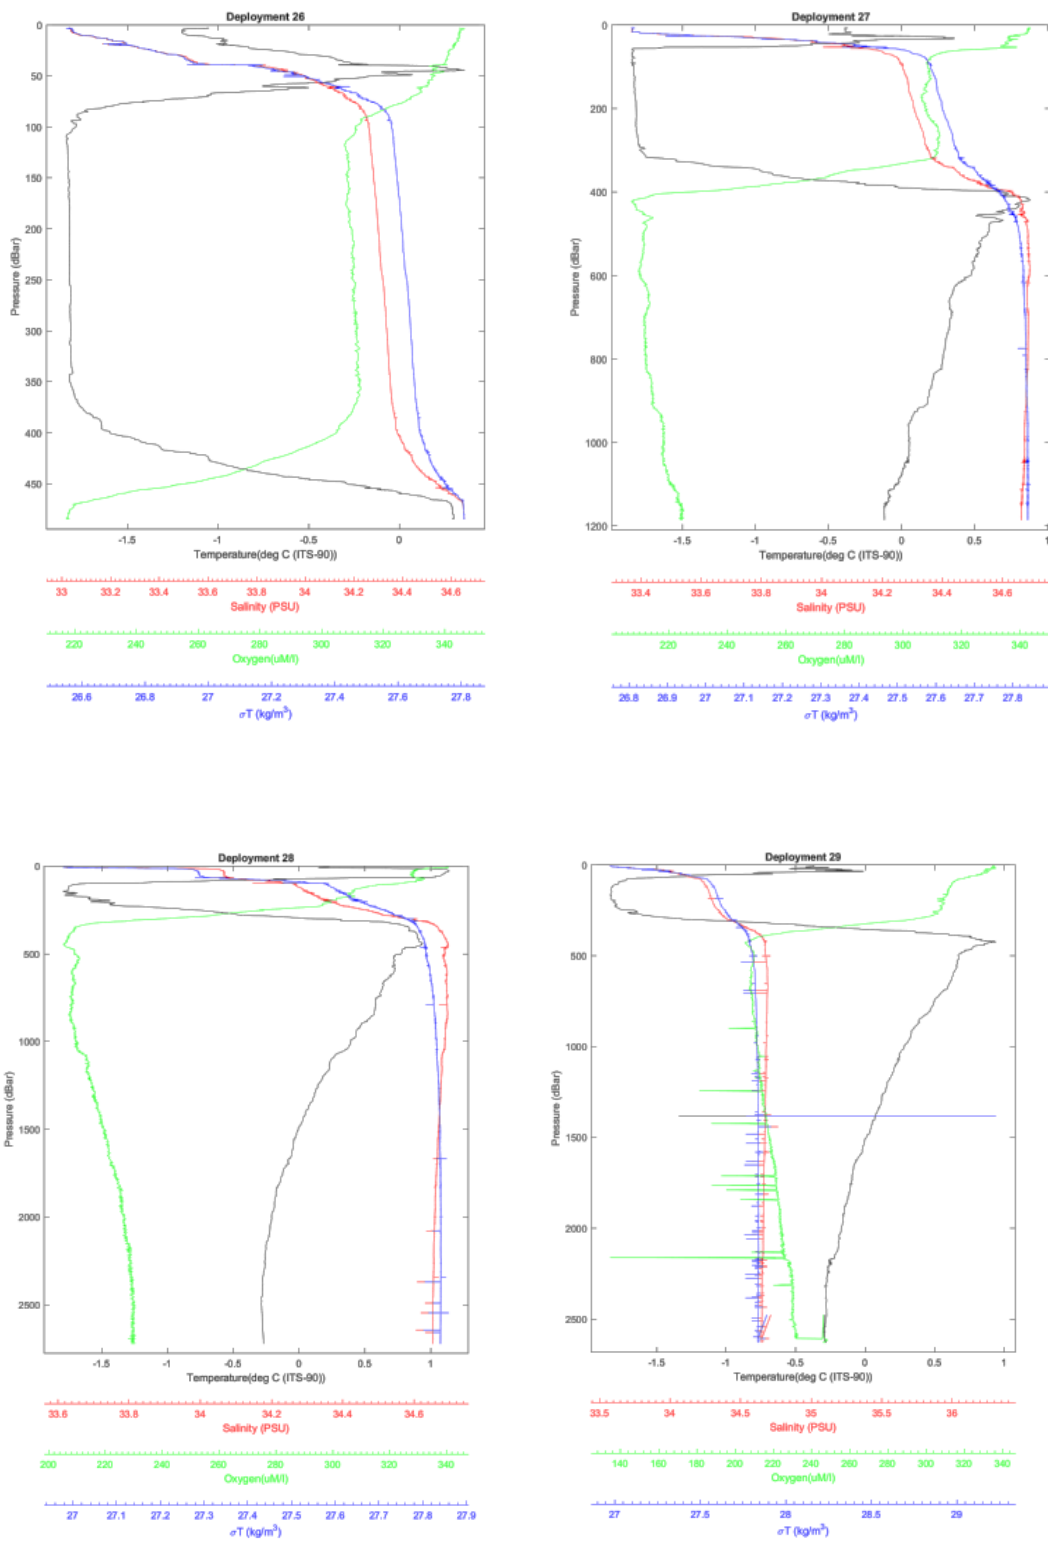 Deployment 26
0
50
100
150
200
250
300
350
400
450
Pressure (dBar)
-1.5 -1 -0.5 0
Temperature(deg C (ITS-90))
33 33.2 33.4 33.6 33.8 34 34.2 34.4 34.6
Salinity (PSU)
220 240 260 280 300 320 340
Oxygen(uM/l)
26.6 26.8 27 27.2 27.4 27.6 27.8
σT (kg/m³)
Deployment 27
0
200
400
600
800
1000
1200
Pressure (dBar)
-1.5 -1 -0.5 0 0.5 1
Temperature(deg C (ITS-90))
33.4 33.6 33.8 34 34.2 34.4 34.6
Salinity (PSU)
220 240 260 280 300 320 340
Oxygen(uM/l)
26.8 26.9 27 27.1 27.2 27.3 27.4 27.5 27.6 27.7 27.8
σT (kg/m³)
Deployment 28
0
500
1000
1500
2000
2500
Pressure (dBar)
-1.5 -1 -0.5 0 0.5 1
Temperature(deg C (ITS-90))
33.6 33.8 34 34.2 34.4 34.6
Salinity (PSU)
200 220 240 260 280 300 320 340
Oxygen(uM/l)
27 27.1 27.2 27.3 27.4 27.5 27.6 27.7 27.8 27.9
σT (kg/m³)
Deployment 29
0
500
1000
1500
2000
2500
Pressure (dBar)
-1.5 -1 -0.5 0 0.5 1
Temperature(deg C (ITS-90))
33.5 34 34.5 35 35.5 36
Salinity (PSU)
140 160 180 200 220 240 260 280 300 320 340
Oxygen(uM/l)
27 27.5 28 28.5 29
σT (kg/m³)